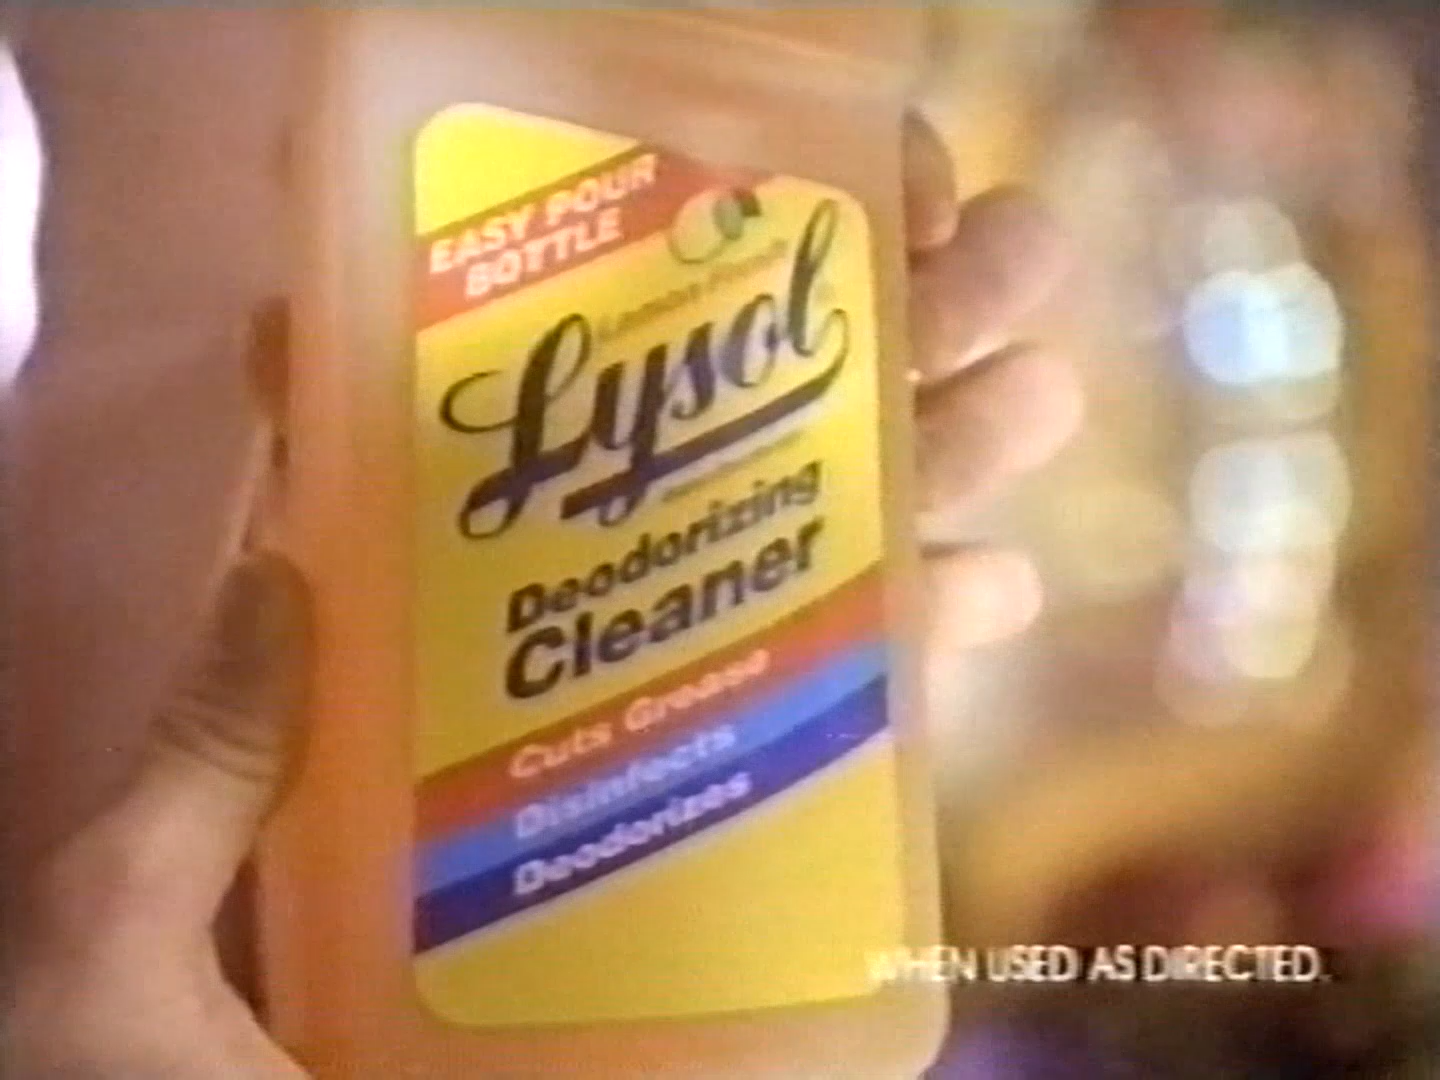 EASY POUR
BOTTLE
Lysol
Deodorizing
Cleaner
Cuts Grease
Disinfects
Deodorizes
WHEN USED AS DIRECTED.